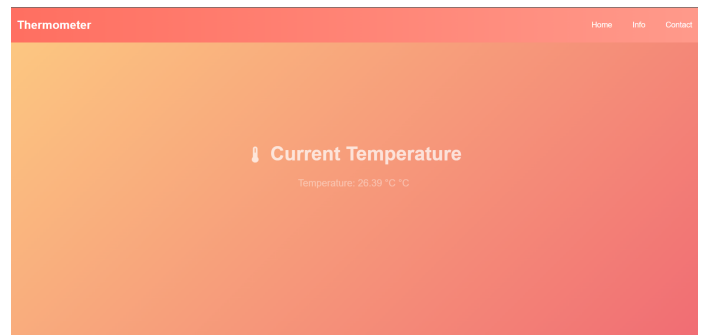 Thermometer
Home Info Contact
Current Temperature
Temperature: 26.39 °C °C